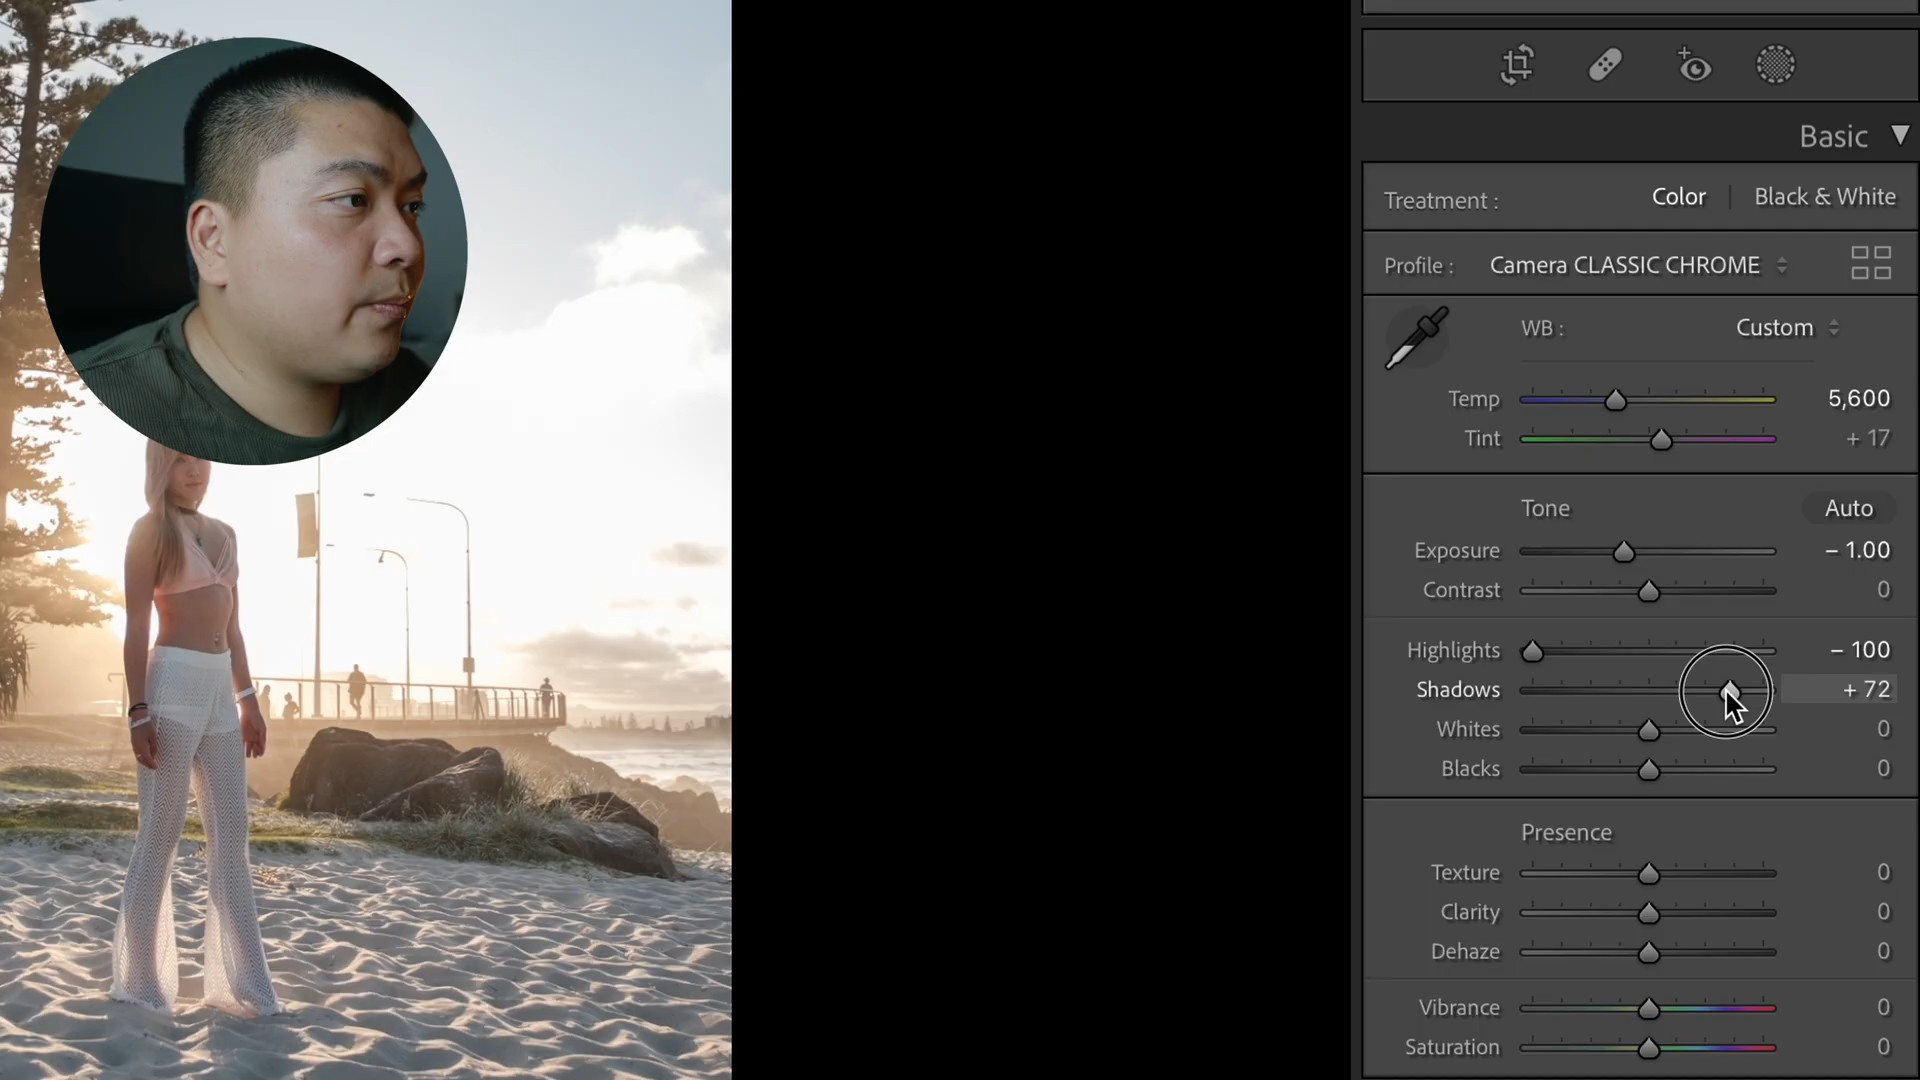 Basic ▼
Treatment : Color | Black & White
Profile : Camera CLASSIC CHROME
WB : Custom
Temp 5,600
Tint + 17
Tone Auto
Exposure – 1.00
Contrast 0
Highlights – 100
Shadows + 72
Whites 0
Blacks 0
Presence
Texture 0
Clarity 0
Dehaze 0
Vibrance 0
Saturation 0